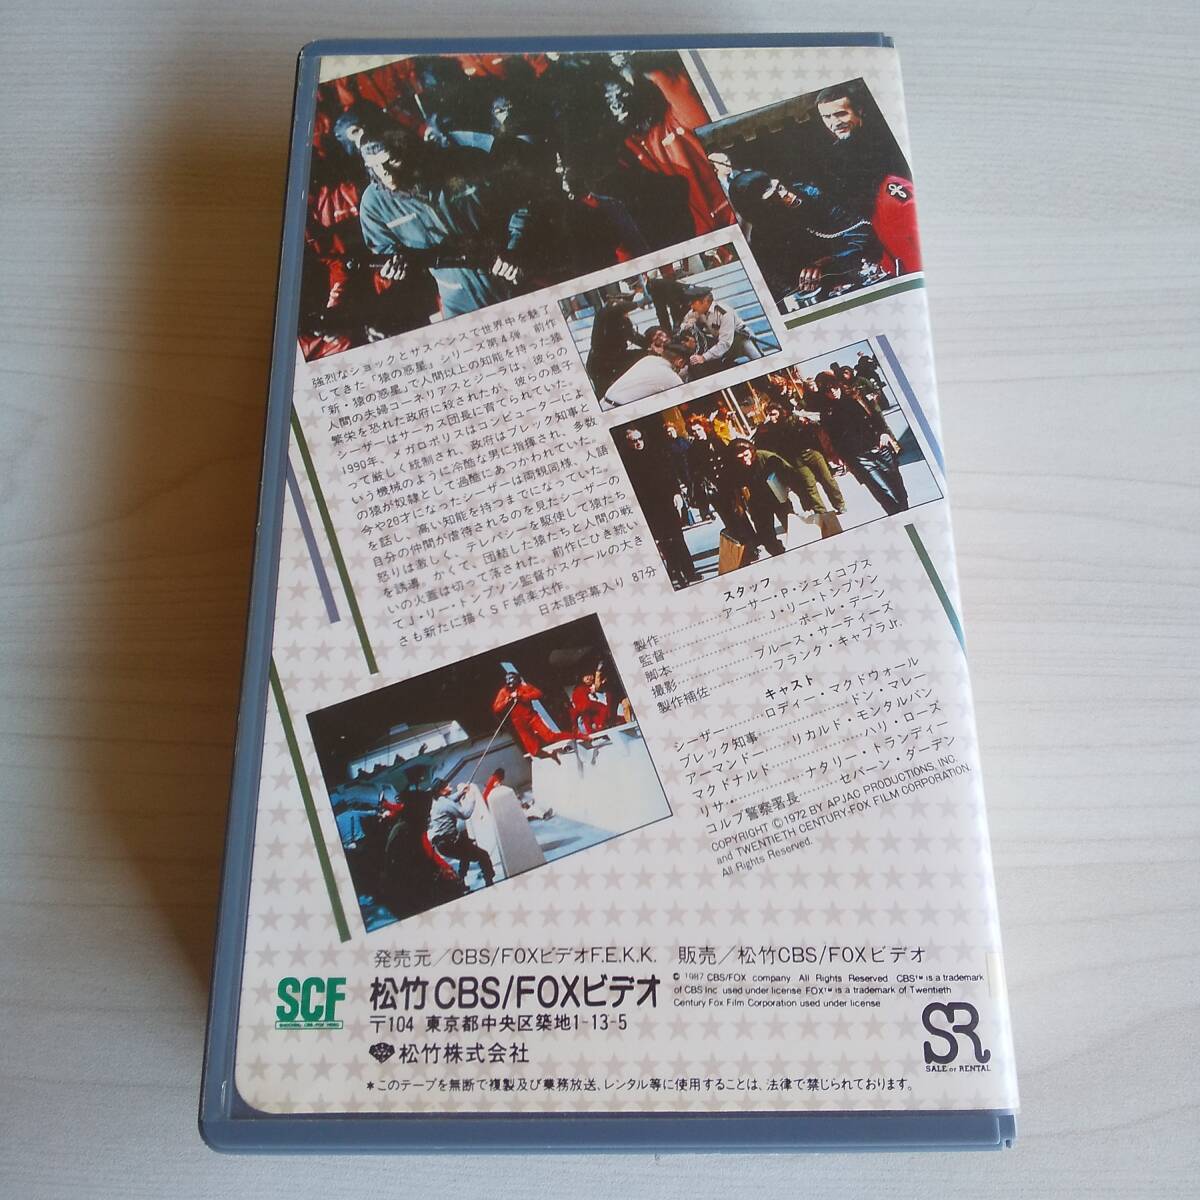 強烈なショックとサスペンスで世界中を魅了
してきた「猿の惑星」シリーズ第4弾。前作
「新・猿の惑星」で人間以上の知能を持った猿
人間の夫婦コーネリアスとジーラは、彼らの
繁栄を恐れた政府に殺されたが、彼らの息子
シーザーはサーカス団長に育てられていた。
1990年、メガロポリスはコンピューターによ
って厳しく統制され、政府はブレック知事と
いう機械のように冷酷な男に指揮され、多数
の猿が奴隷として過酷にあつかわれていた。
今や20才になったシーザーは両親同様、人語
を話し、高い知能を持つまでになっていた。
自分の仲間が虐待されるのを見たシーザーの
怒りは激しく、テレパシーを駆使して猿たち
を誘導。かくて、団結した猿たちと人間の戦
いの火蓋は切って落された。前作にひき続い
てJ・リー・トンプソン監督がスケールの大き
さも新たに描くSF娯楽大作。
日本語字幕入り 87分
スタッフ
製作……………アーサー・P・ジェイコブス
監督……………J・リー・トンプソン
脚本……………ポール・デーン
撮影……………ブルース・サーティーズ
製作補佐……………フランク・キャプラJr.
キャスト
シーザー……………ロディー・マクドウォール
ブレック知事……………ドン・マレー
アーマンドー……リカルド・モンタルバン
マクドナルド……………ハリ・ローズ
リサ……………ナタリー・トランディー
コルプ警察署長……………セバーン・ダーデン
COPYRIGHT ©1972 BY APJAC PRODUCTIONS, INC.
and TWENTIETH CENTURY-FOX FILM CORPORATION.
All Rights Reserved.
発売元／CBS/FOXビデオF.E.K.K. 販売／松竹CBS/FOXビデオ
SCF
SHOCHIKU CBS/FOX VIDEO
松竹CBS/FOXビデオ
〒104 東京都中央区築地1-13-5
松竹株式会社
© 1987 CBS/FOX company All Rights Reserved CBS™ is a trademark
of CBS Inc used under license FOX™ is a trademark of Twentieth
Century Fox Film Corporation used under license
SR
SALE or RENTAL
＊このテープを無断で複製及び業務放送、レンタル等に使用することは、法律で禁じられております。